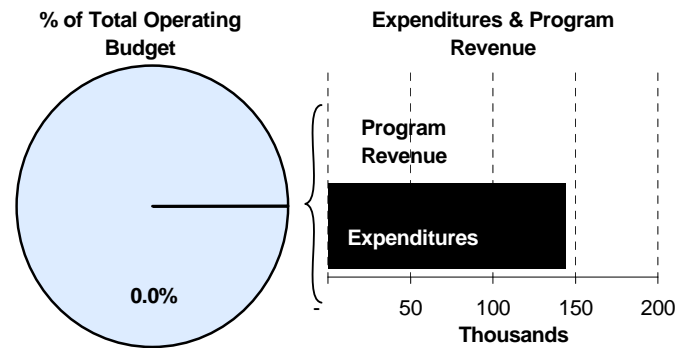 % of Total Operating
Budget
0.0%
Expenditures & Program
Revenue
Program
Revenue
Expenditures
- 50 100 150 200
Thousands